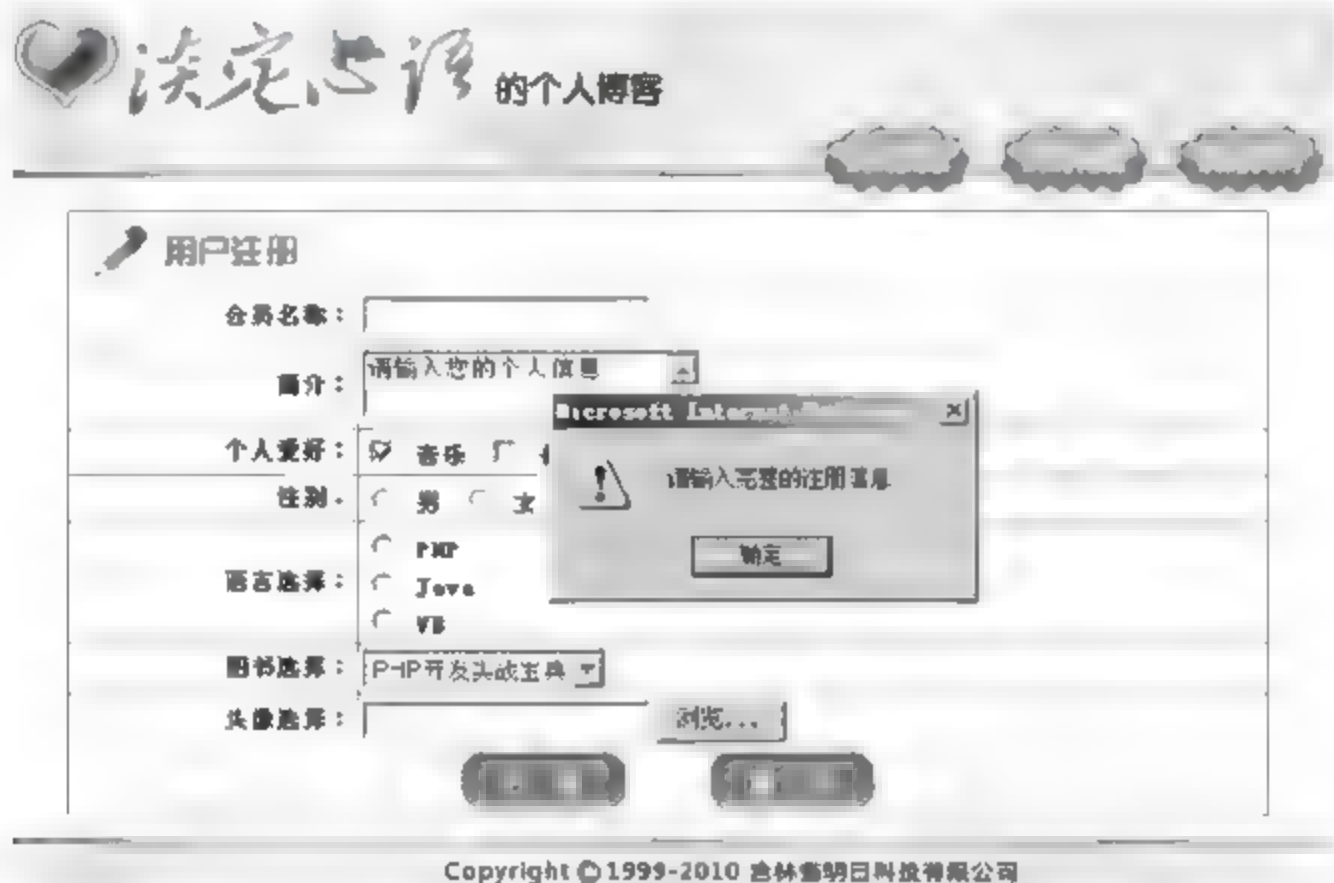 淡定心语 的个人博客
用户注册
会员名称：
简介： 请输入您的个人信息
个人爱好： 音乐
性别： 男 女
语言选择： PHP
Java
VB
图书选择： PHP开发实战宝典
头像选择： 浏览...
Microsoft Internet
请输入完整的注册信息
确定
Copyright © 1999-2010 吉林省明日科技有限公司